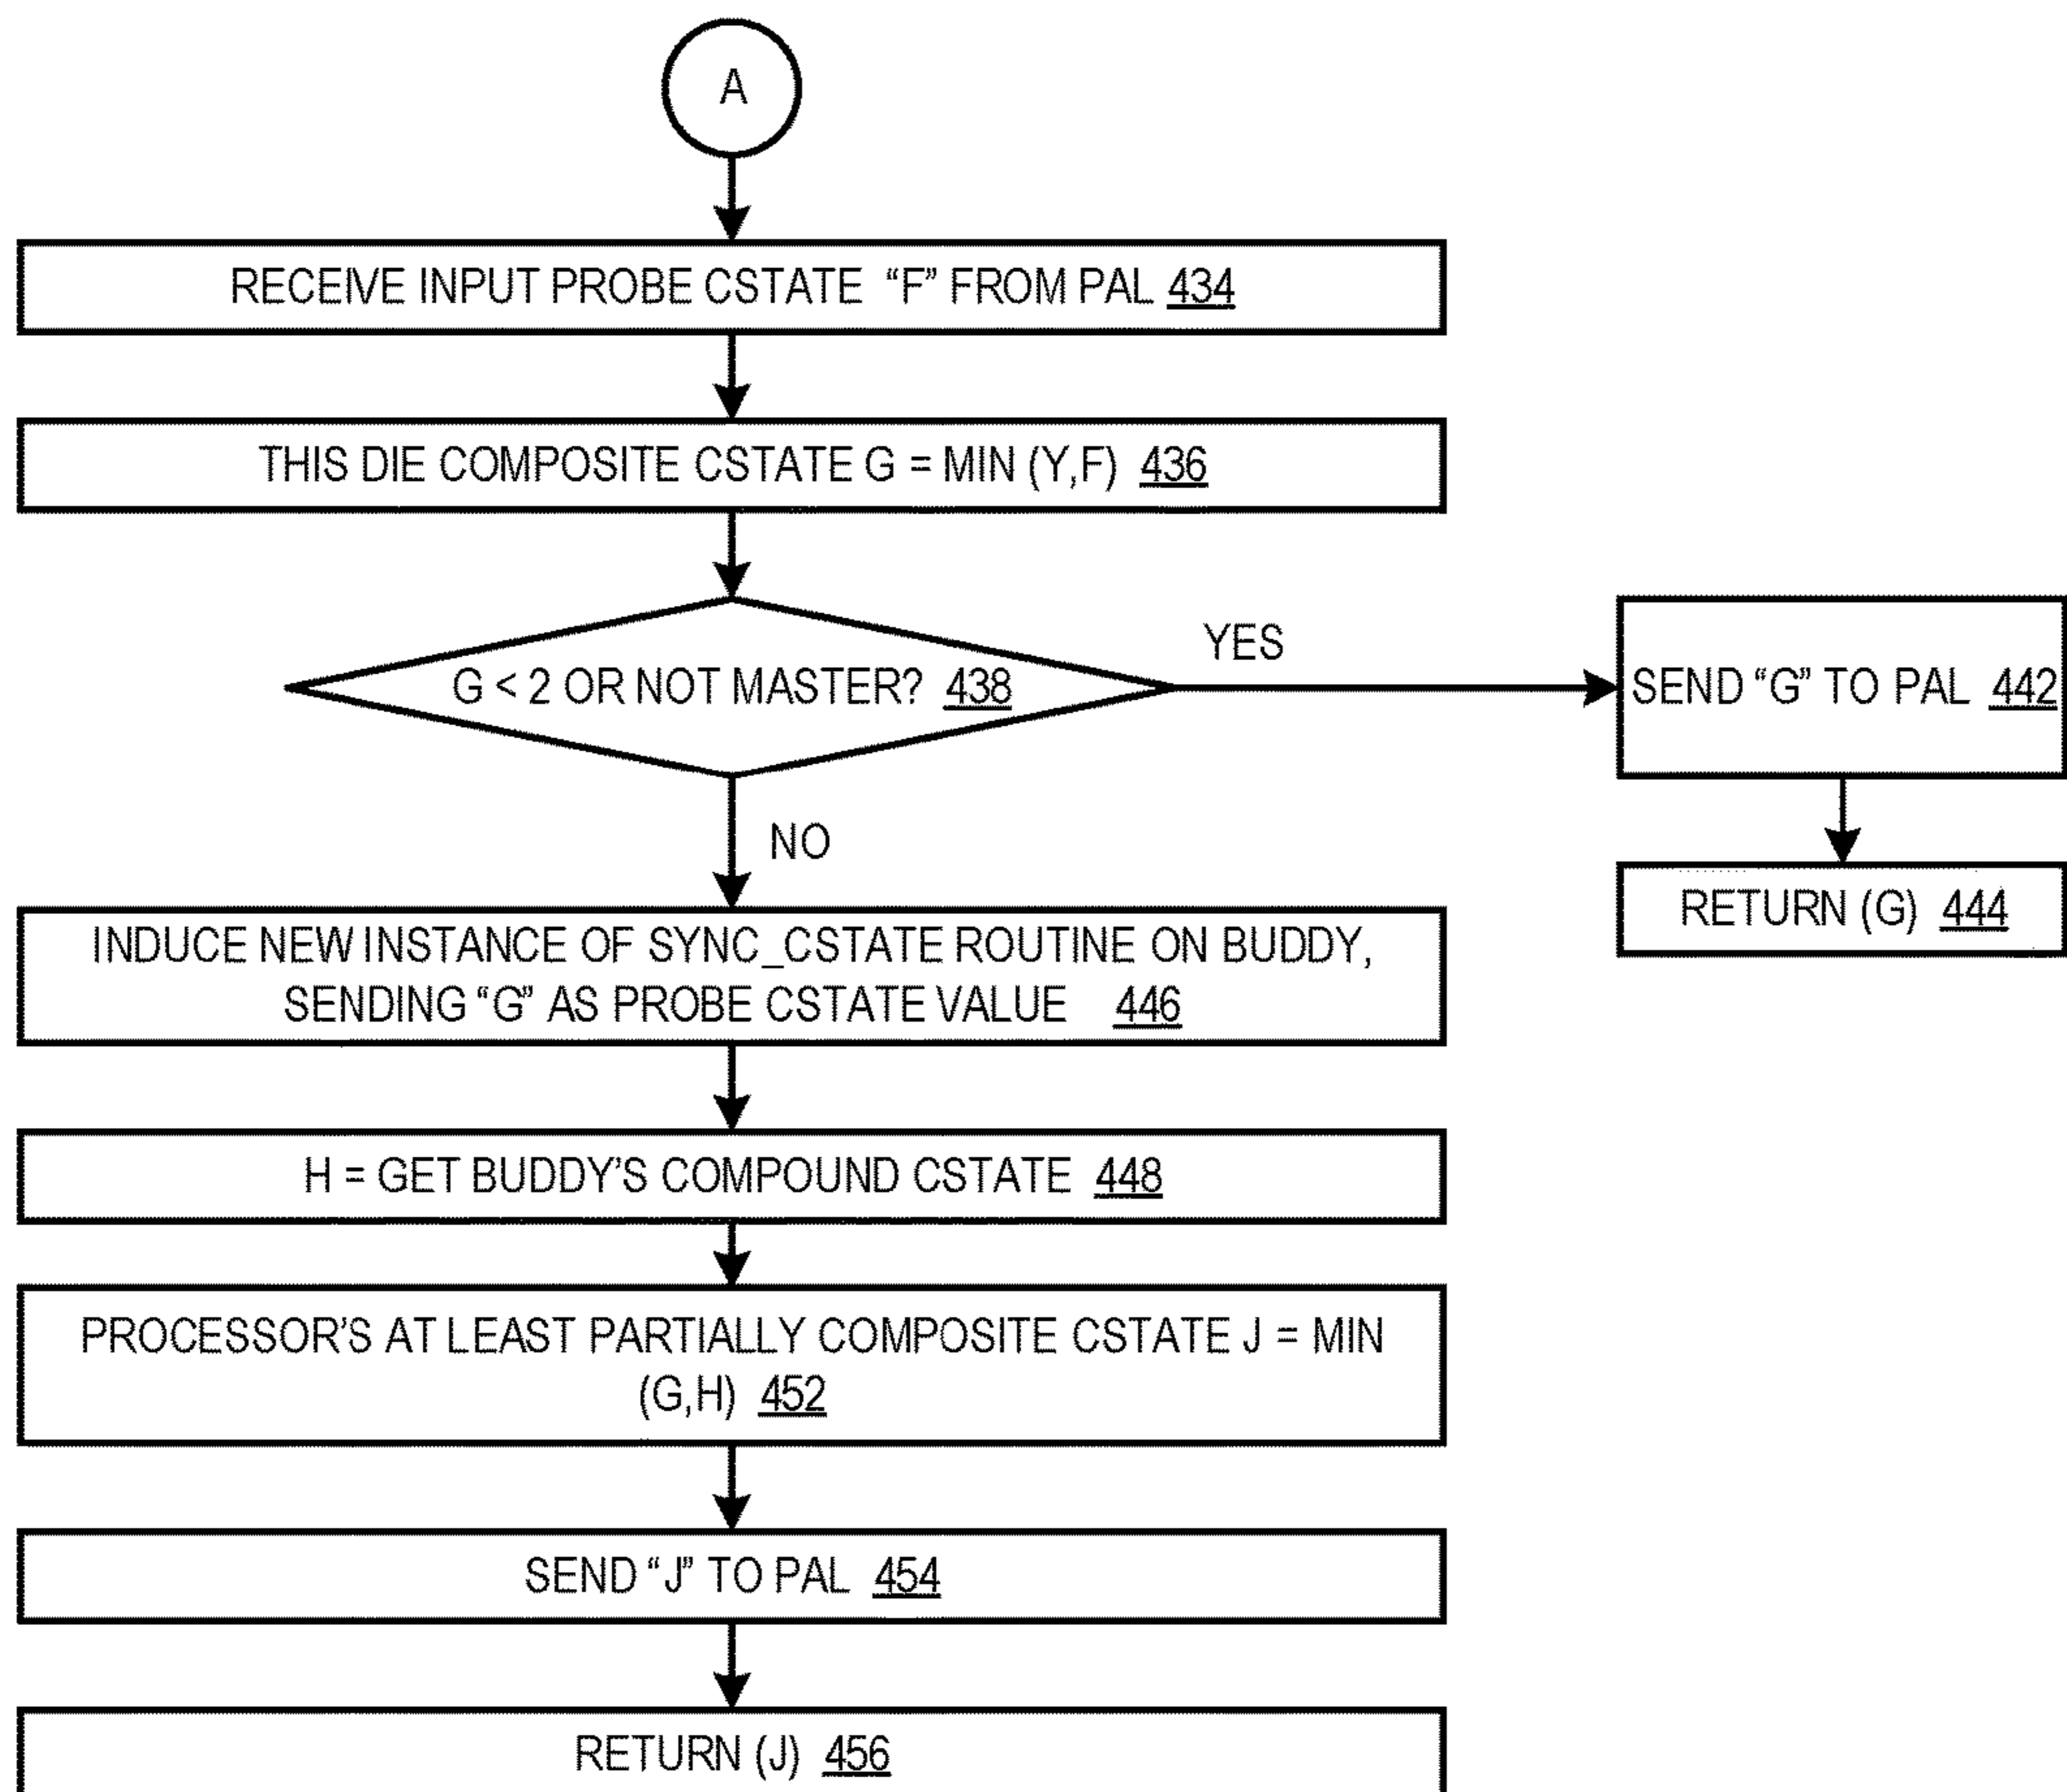 A
RECEIVE INPUT PROBE CSTATE “F” FROM PAL 434
THIS DIE COMPOSITE CSTATE G = MIN (Y,F) 436
G < 2 OR NOT MASTER? 438
YES
SEND “G” TO PAL 442
RETURN (G) 444
NO
INDUCE NEW INSTANCE OF SYNC_CSTATE ROUTINE ON BUDDY,
SENDING “G” AS PROBE CSTATE VALUE 446
H = GET BUDDY’S COMPOUND CSTATE 448
PROCESSOR’S AT LEAST PARTIALLY COMPOSITE CSTATE J = MIN
(G,H) 452
SEND “J” TO PAL 454
RETURN (J) 456